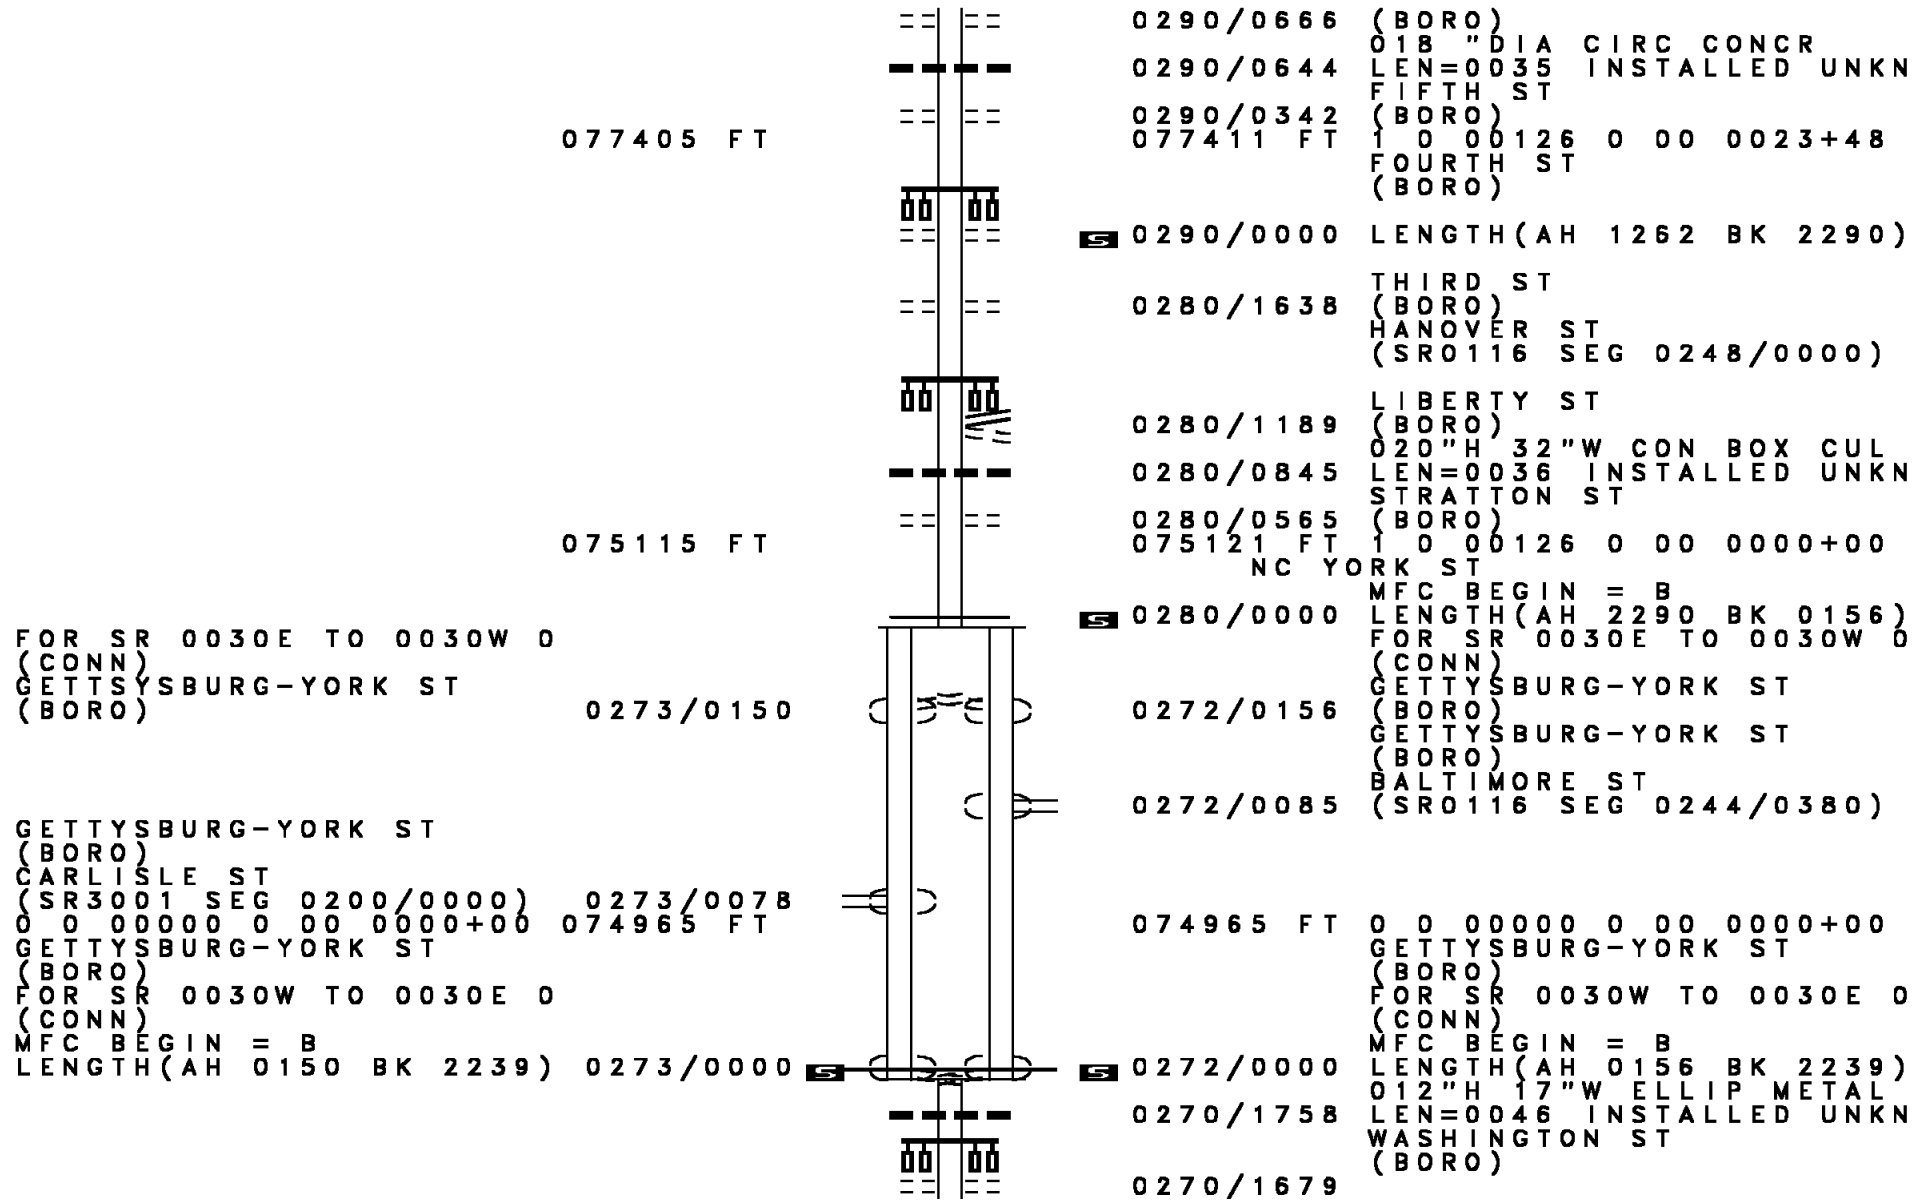 0290/0666 (BORO)
018 "DIA CIRC CONCR
0290/0644 LEN=0035 INSTALLED UNKN
FIFTH ST
0290/0342 (BORO)
077405 FT 077411 FT 1 0 00126 0 00 0023+48
FOURTH ST
(BORO)
S 0290/0000 LENGTH(AH 1262 BK 2290)
THIRD ST
0280/1638 (BORO)
HANOVER ST
(SR0116 SEG 0248/0000)
LIBERTY ST
0280/1189 (BORO)
020"H 32"W CON BOX CUL
0280/0845 LEN=0036 INSTALLED UNKN
STRATTON ST
0280/0565 (BORO)
075115 FT 075121 FT 1 0 00126 0 00 0000+00
NC YORK ST
MFC BEGIN = B
S 0280/0000 LENGTH(AH 2290 BK 0156)
FOR SR 0030E TO 0030W 0 FOR SR 0030E TO 0030W 0
(CONN) (CONN)
GETTSYSBURG-YORK ST GETTYSBURG-YORK ST
(BORO) 0273/0150 0272/0156 (BORO)
GETTYSBURG-YORK ST
(BORO)
BALTIMORE ST
0272/0085 (SR0116 SEG 0244/0380)
GETTYSBURG-YORK ST
(BORO)
CARLISLE ST
(SR3001 SEG 0200/0000) 0273/0078
0 0 00000 0 00 0000+00 074965 FT 074965 FT 0 0 00000 0 00 0000+00
GETTYSBURG-YORK ST GETTYSBURG-YORK ST
(BORO) (BORO)
FOR SR 0030W TO 0030E 0 FOR SR 0030W TO 0030E 0
(CONN) (CONN)
MFC BEGIN = B MFC BEGIN = B
LENGTH(AH 0150 BK 2239) 0273/0000 S S 0272/0000 LENGTH(AH 0156 BK 2239)
012"H 17"W ELLIP METAL
0270/1758 LEN=0046 INSTALLED UNKN
WASHINGTON ST
(BORO)
0270/1679